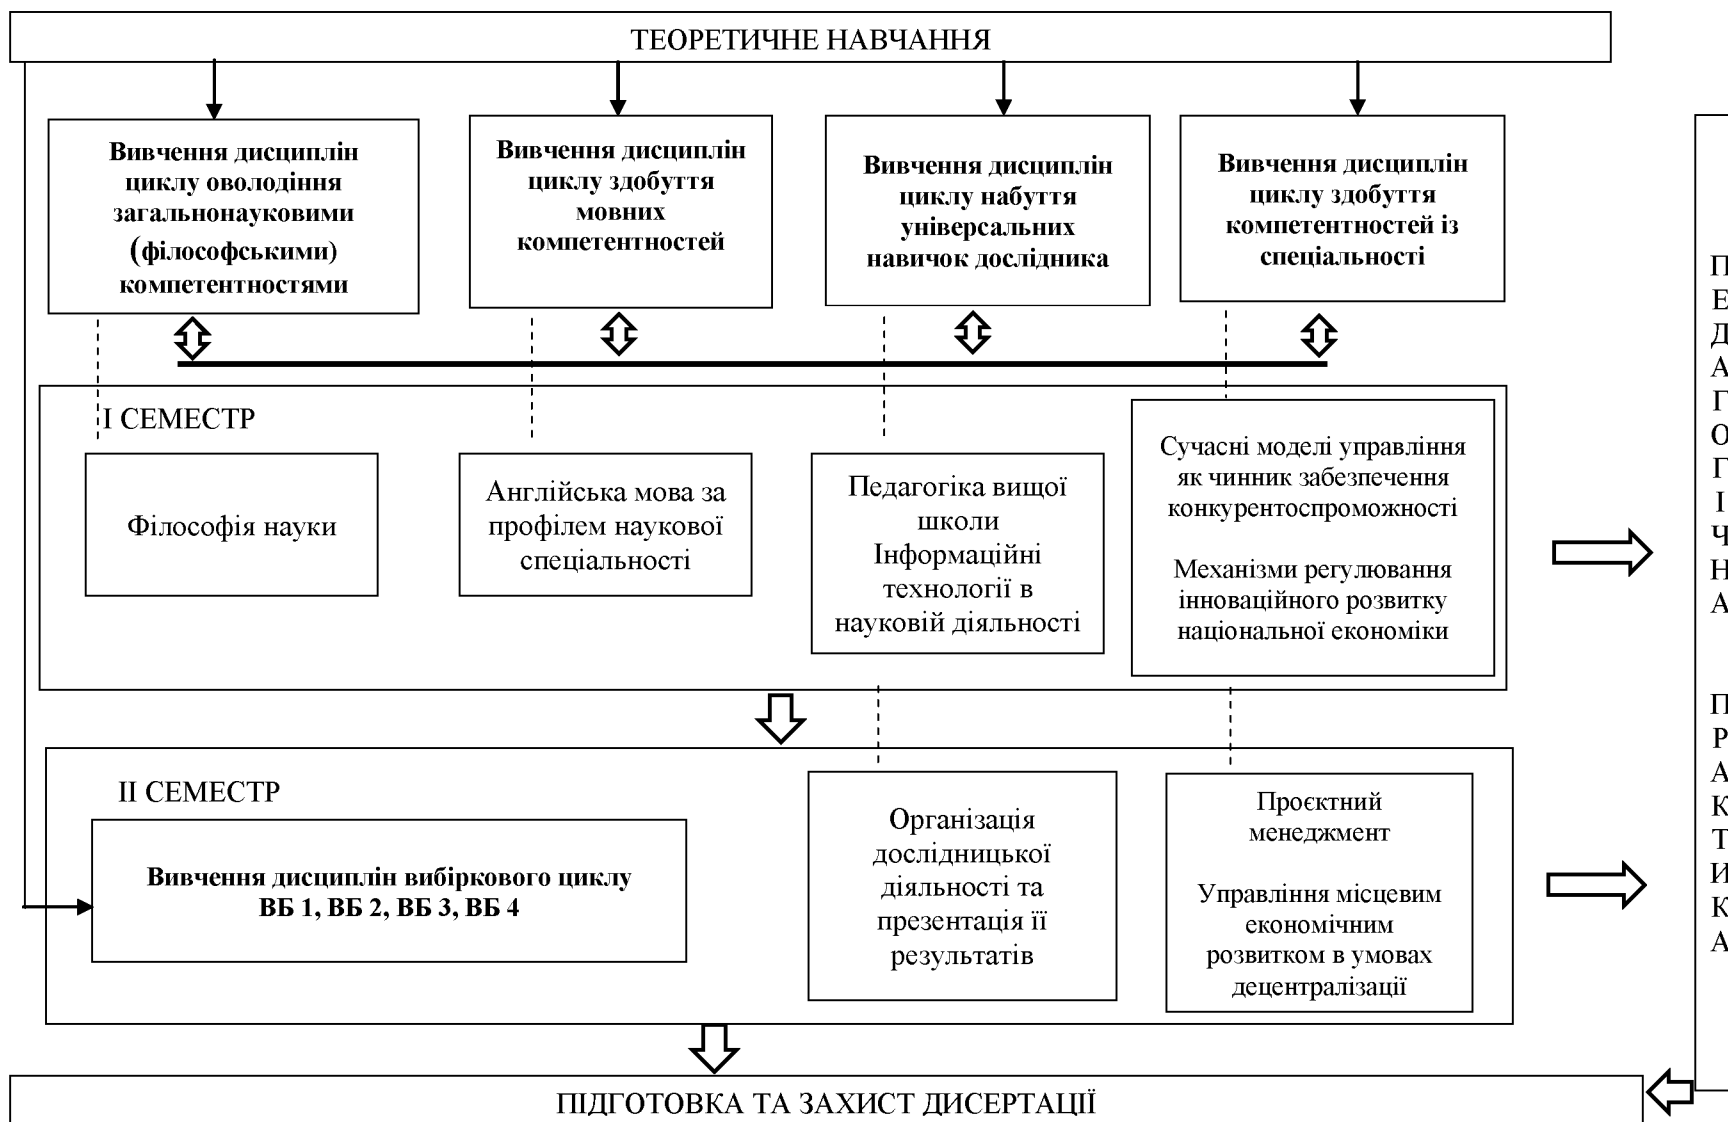 ТЕОРЕТИЧНЕ НАВЧАННЯ
Вивчення дисциплін
циклу оволодіння
загальнонауковими
(філософськими)
компетентностями
Вивчення дисциплін
циклу здобуття
мовних
компетентностей
Вивчення дисциплін
циклу набуття
універсальних
навичок дослідника
Вивчення дисциплін
циклу здобуття
компетентностей із
спеціальності
І СЕМЕСТР
Філософія науки
Англійська мова за
профілем наукової
спеціальності
Педагогіка вищої
школи
Інформаційні
технології в
науковій діяльності
Сучасні моделі управління
як чинник забезпечення
конкурентоспроможності
Механізми регулювання
інноваційного розвитку
національної економіки
ІІ СЕМЕСТР
Вивчення дисциплін вибіркового циклу
ВБ 1, ВБ 2, ВБ 3, ВБ 4
Організація
дослідницької
діяльності та
презентація її
результатів
Проєктний
менеджмент
Управління місцевим
економічним
розвитком в умовах
децентралізації
П
Е
Д
А
Г
О
Г
І
Ч
Н
А
П
Р
А
К
Т
И
К
А
ПІДГОТОВКА ТА ЗАХИСТ ДИСЕРТАЦІЇ